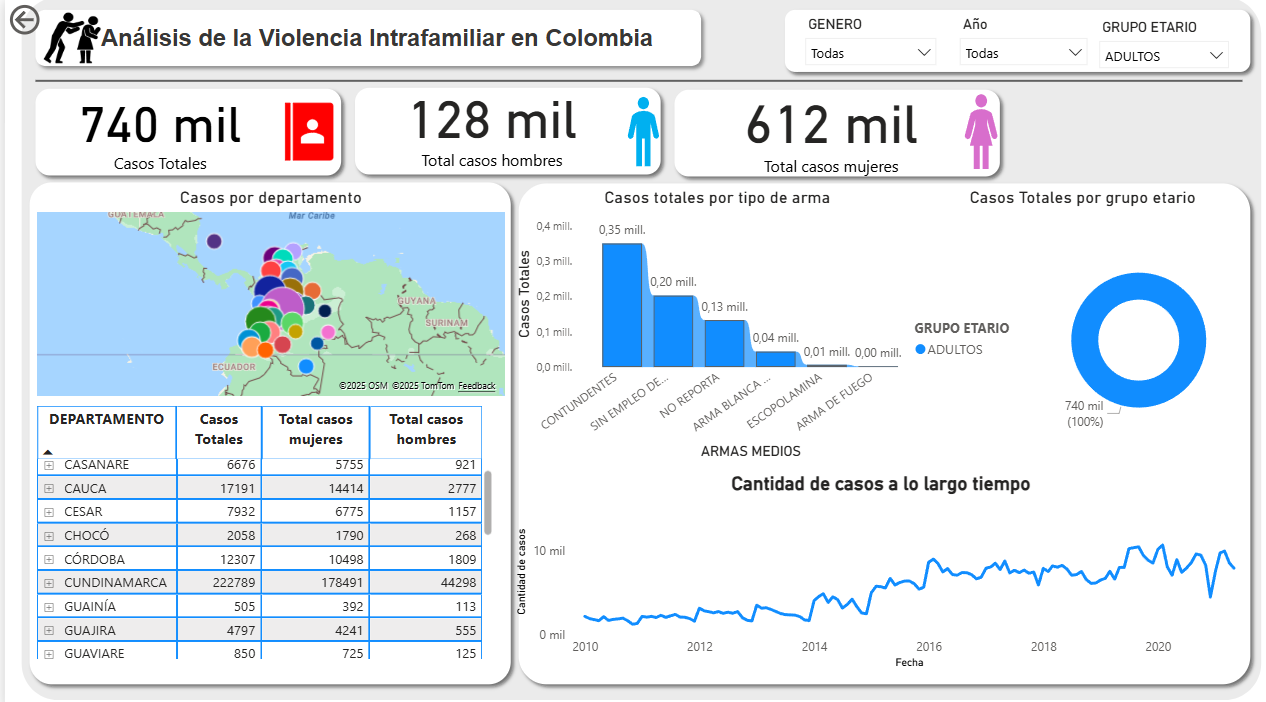 Análisis de la Violencia Intrafamiliar en Colombia
GENERO
Todas
Año
Todas
GRUPO ETARIO
ADULTOS
740 mil
Casos Totales
128 mil
Total casos hombres
612 mil
Total casos mujeres
Casos por departamento
GUATEMALA
Mar Caribe
GUYANA
SURINAM
ECUADOR
©2025 OSM ©2025 TomTom Feedback
DEPARTAMENTO Casos Totales Total casos mujeres Total casos hombres
CASANARE 6676 5755 921
CAUCA 17191 14414 2777
CESAR 7932 6775 1157
CHOCÓ 2058 1790 268
CÓRDOBA 12307 10498 1809
CUNDINAMARCA 222789 178491 44298
GUAINÍA 505 392 113
GUAJIRA 4797 4241 555
GUAVIARE 850 725 125
Casos totales por tipo de arma
Casos Totales
0,4 mill.
0,3 mill.
0,2 mill.
0,1 mill.
0,0 mill.
0,35 mill.
0,20 mill.
0,13 mill.
0,04 mill.
0,01 mill.
0,00 mill.
CONTUNDENTES
SIN EMPLEO DE...
NO REPORTA
ARMA BLANCA ...
ESCOPOLAMINA
ARMA DE FUEGO
ARMAS MEDIOS
Casos Totales por grupo etario
GRUPO ETARIO
ADULTOS
740 mil
(100%)
Cantidad de casos a lo largo tiempo
Cantidad de casos
10 mil
0 mil
2010 2012 2014 2016 2018 2020
Fecha